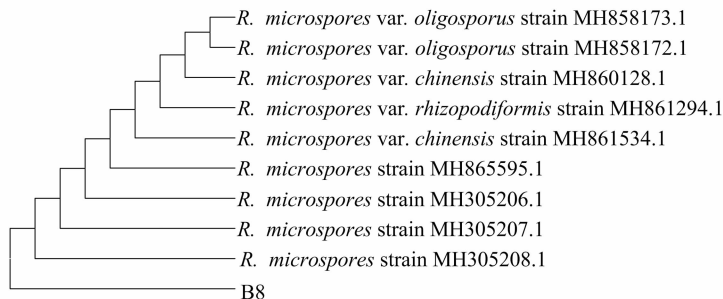 R. microspores var. oligosporus strain MH858173.1
R. microspores var. oligosporus strain MH858172.1
R. microspores var. chinensis strain MH860128.1
R. microspores var. rhizopodiformis strain MH861294.1
R. microspores var. chinensis strain MH861534.1
R. microspores strain MH865595.1
R. microspores strain MH305206.1
R. microspores strain MH305207.1
R. microspores strain MH305208.1
B8